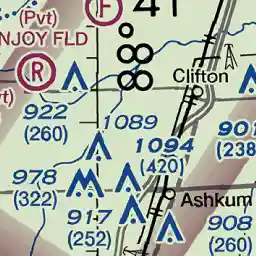 F
41
(Pvt)
NJOY FLD
R
Clifton
922
(260)
1089
1094
(420)
901
(238
978
(322)
Ashkum
917
(252)
908
(260)